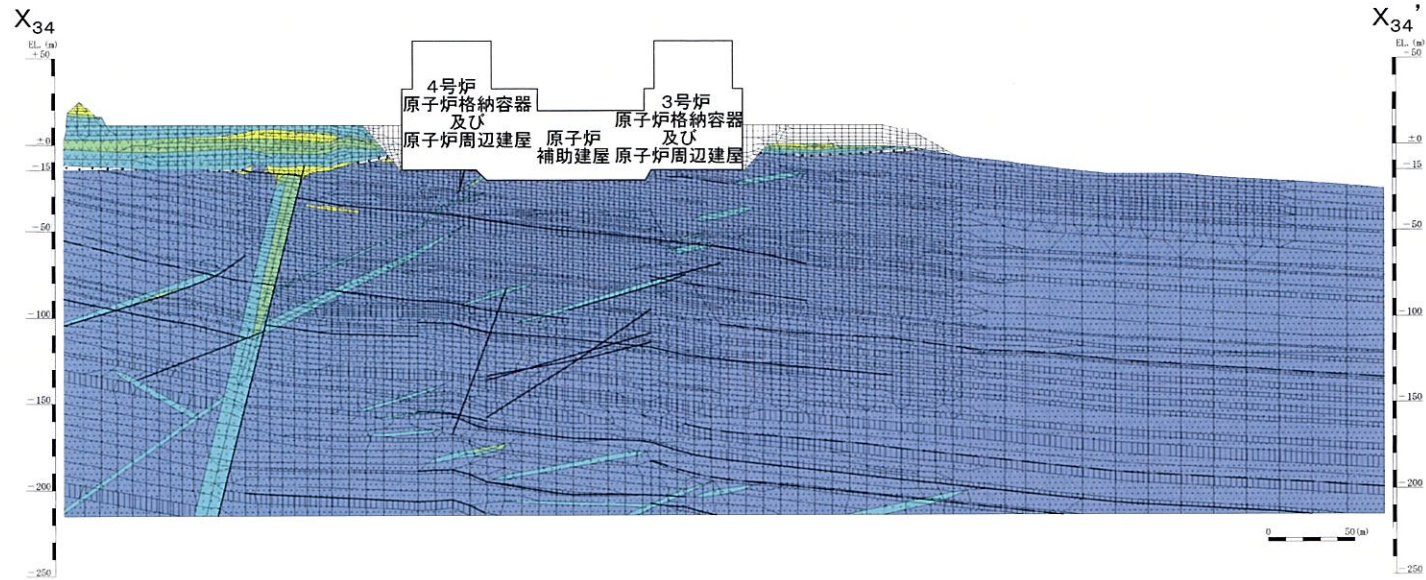 X34
X34'
EL. (m)
+50
±0
-15
-50
-100
-150
-200
-250
4号炉
原子炉格納容器
及び
原子炉周辺建屋
原子炉
補助建屋
3号炉
原子炉格納容器
及び
原子炉周辺建屋
EL. (m)
-50
±0
-15
-50
-100
-150
-200
-250
0 50(m)